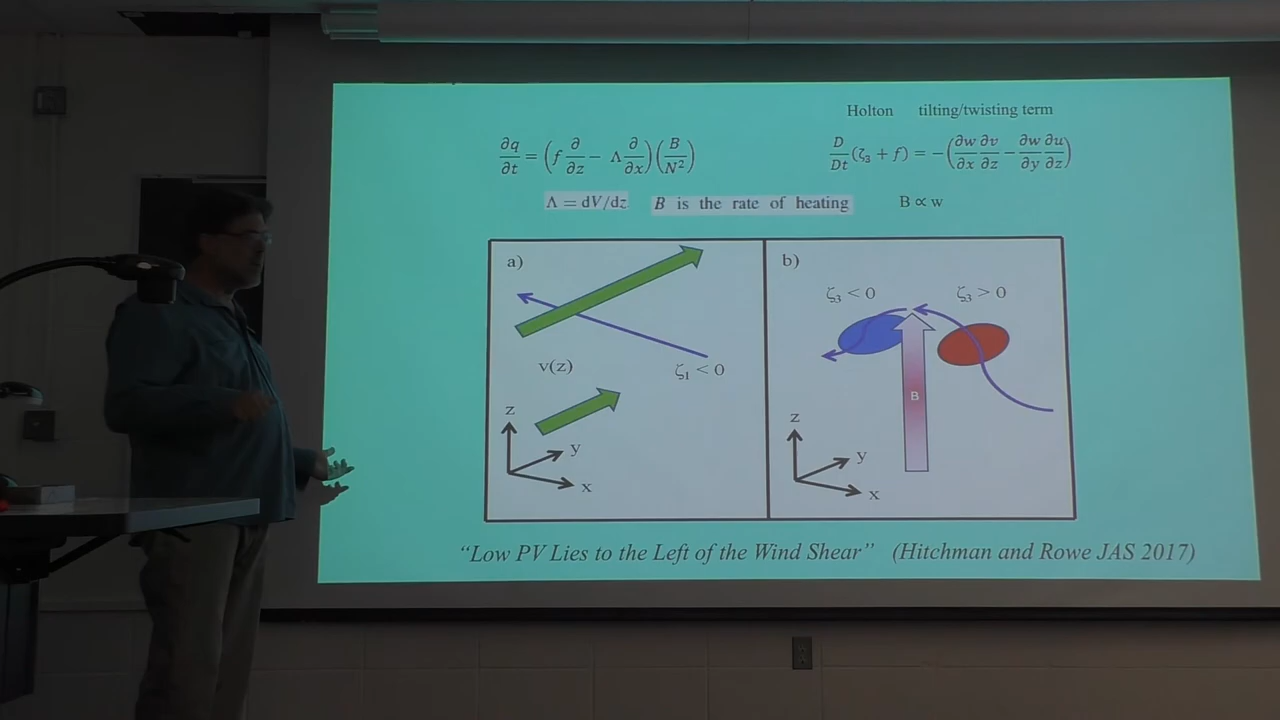 Holton tilting/twisting term
∂q/∂t = (f ∂/∂z − Λ ∂/∂x)(B/N²)
D/Dt (ζ₃ + f) = −(∂w/∂x ∂v/∂z − ∂w/∂y ∂u/∂z)
Λ = dV/dz B is the rate of heating B ∝ w
a)
v(z)
ζ₁ < 0
z
y
x
b)
ζ₃ < 0 ζ₃ > 0
B
z
y
x
“Low PV Lies to the Left of the Wind Shear” (Hitchman and Rowe JAS 2017)